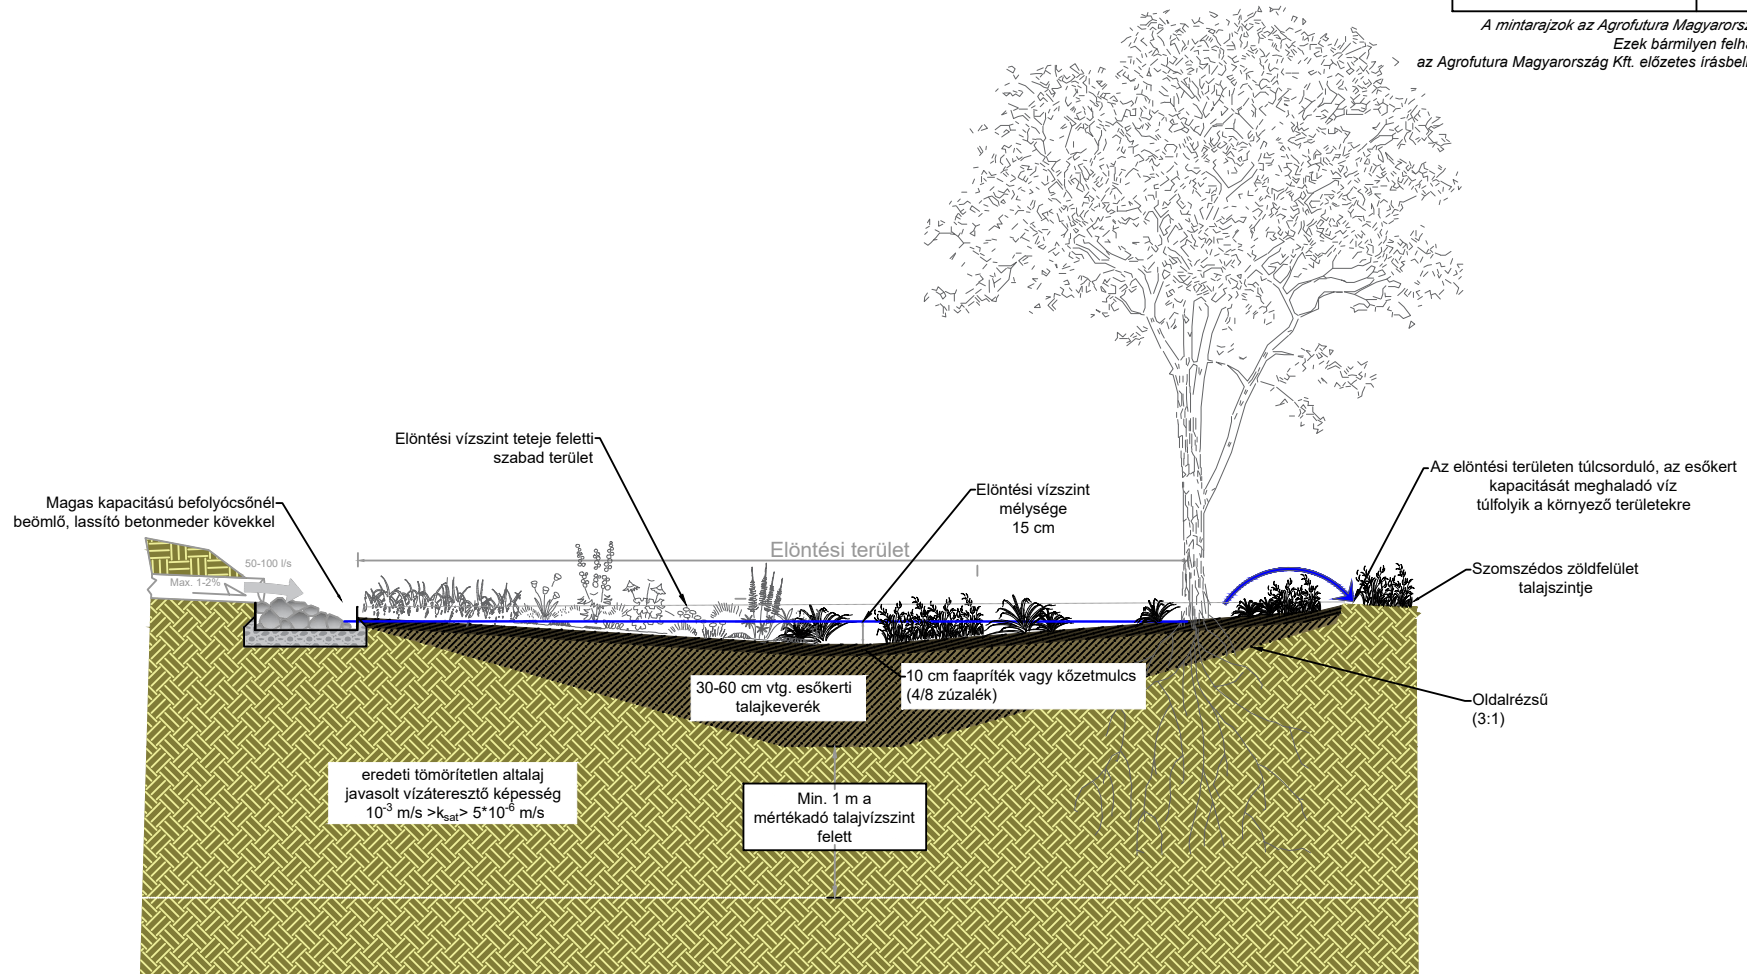 A mintarajzok az Agrofutura Magyarorsz
Ezek bármilyen felh
az Agrofutura Magyarország Kft. előzetes írásbeli
Elöntési vízszint teteje feletti
szabad terület
Magas kapacitású befolyócsőnél
beömlő, lassító betonmeder kövekkel
50-100 l/s
Max. 1-2%
Elöntési terület
Elöntési vízszint
mélysége
15 cm
Az elöntési területen túlcsorduló, az esőkert
kapacitását meghaladó víz
túlfolyik a környező területekre
Szomszédos zöldfelület
talajszintje
10 cm faapríték vagy kőzetmulcs
(4/8 zúzalék)
30-60 cm vtg. esőkerti
talajkeverék
Oldalrézsű
(3:1)
eredeti tömörítetlen altalaj
javasolt vízáteresztő képesség
10⁻³ m/s >kₛₐₜ> 5*10⁻⁶ m/s
Min. 1 m a
mértékadó talajvízszint
felett